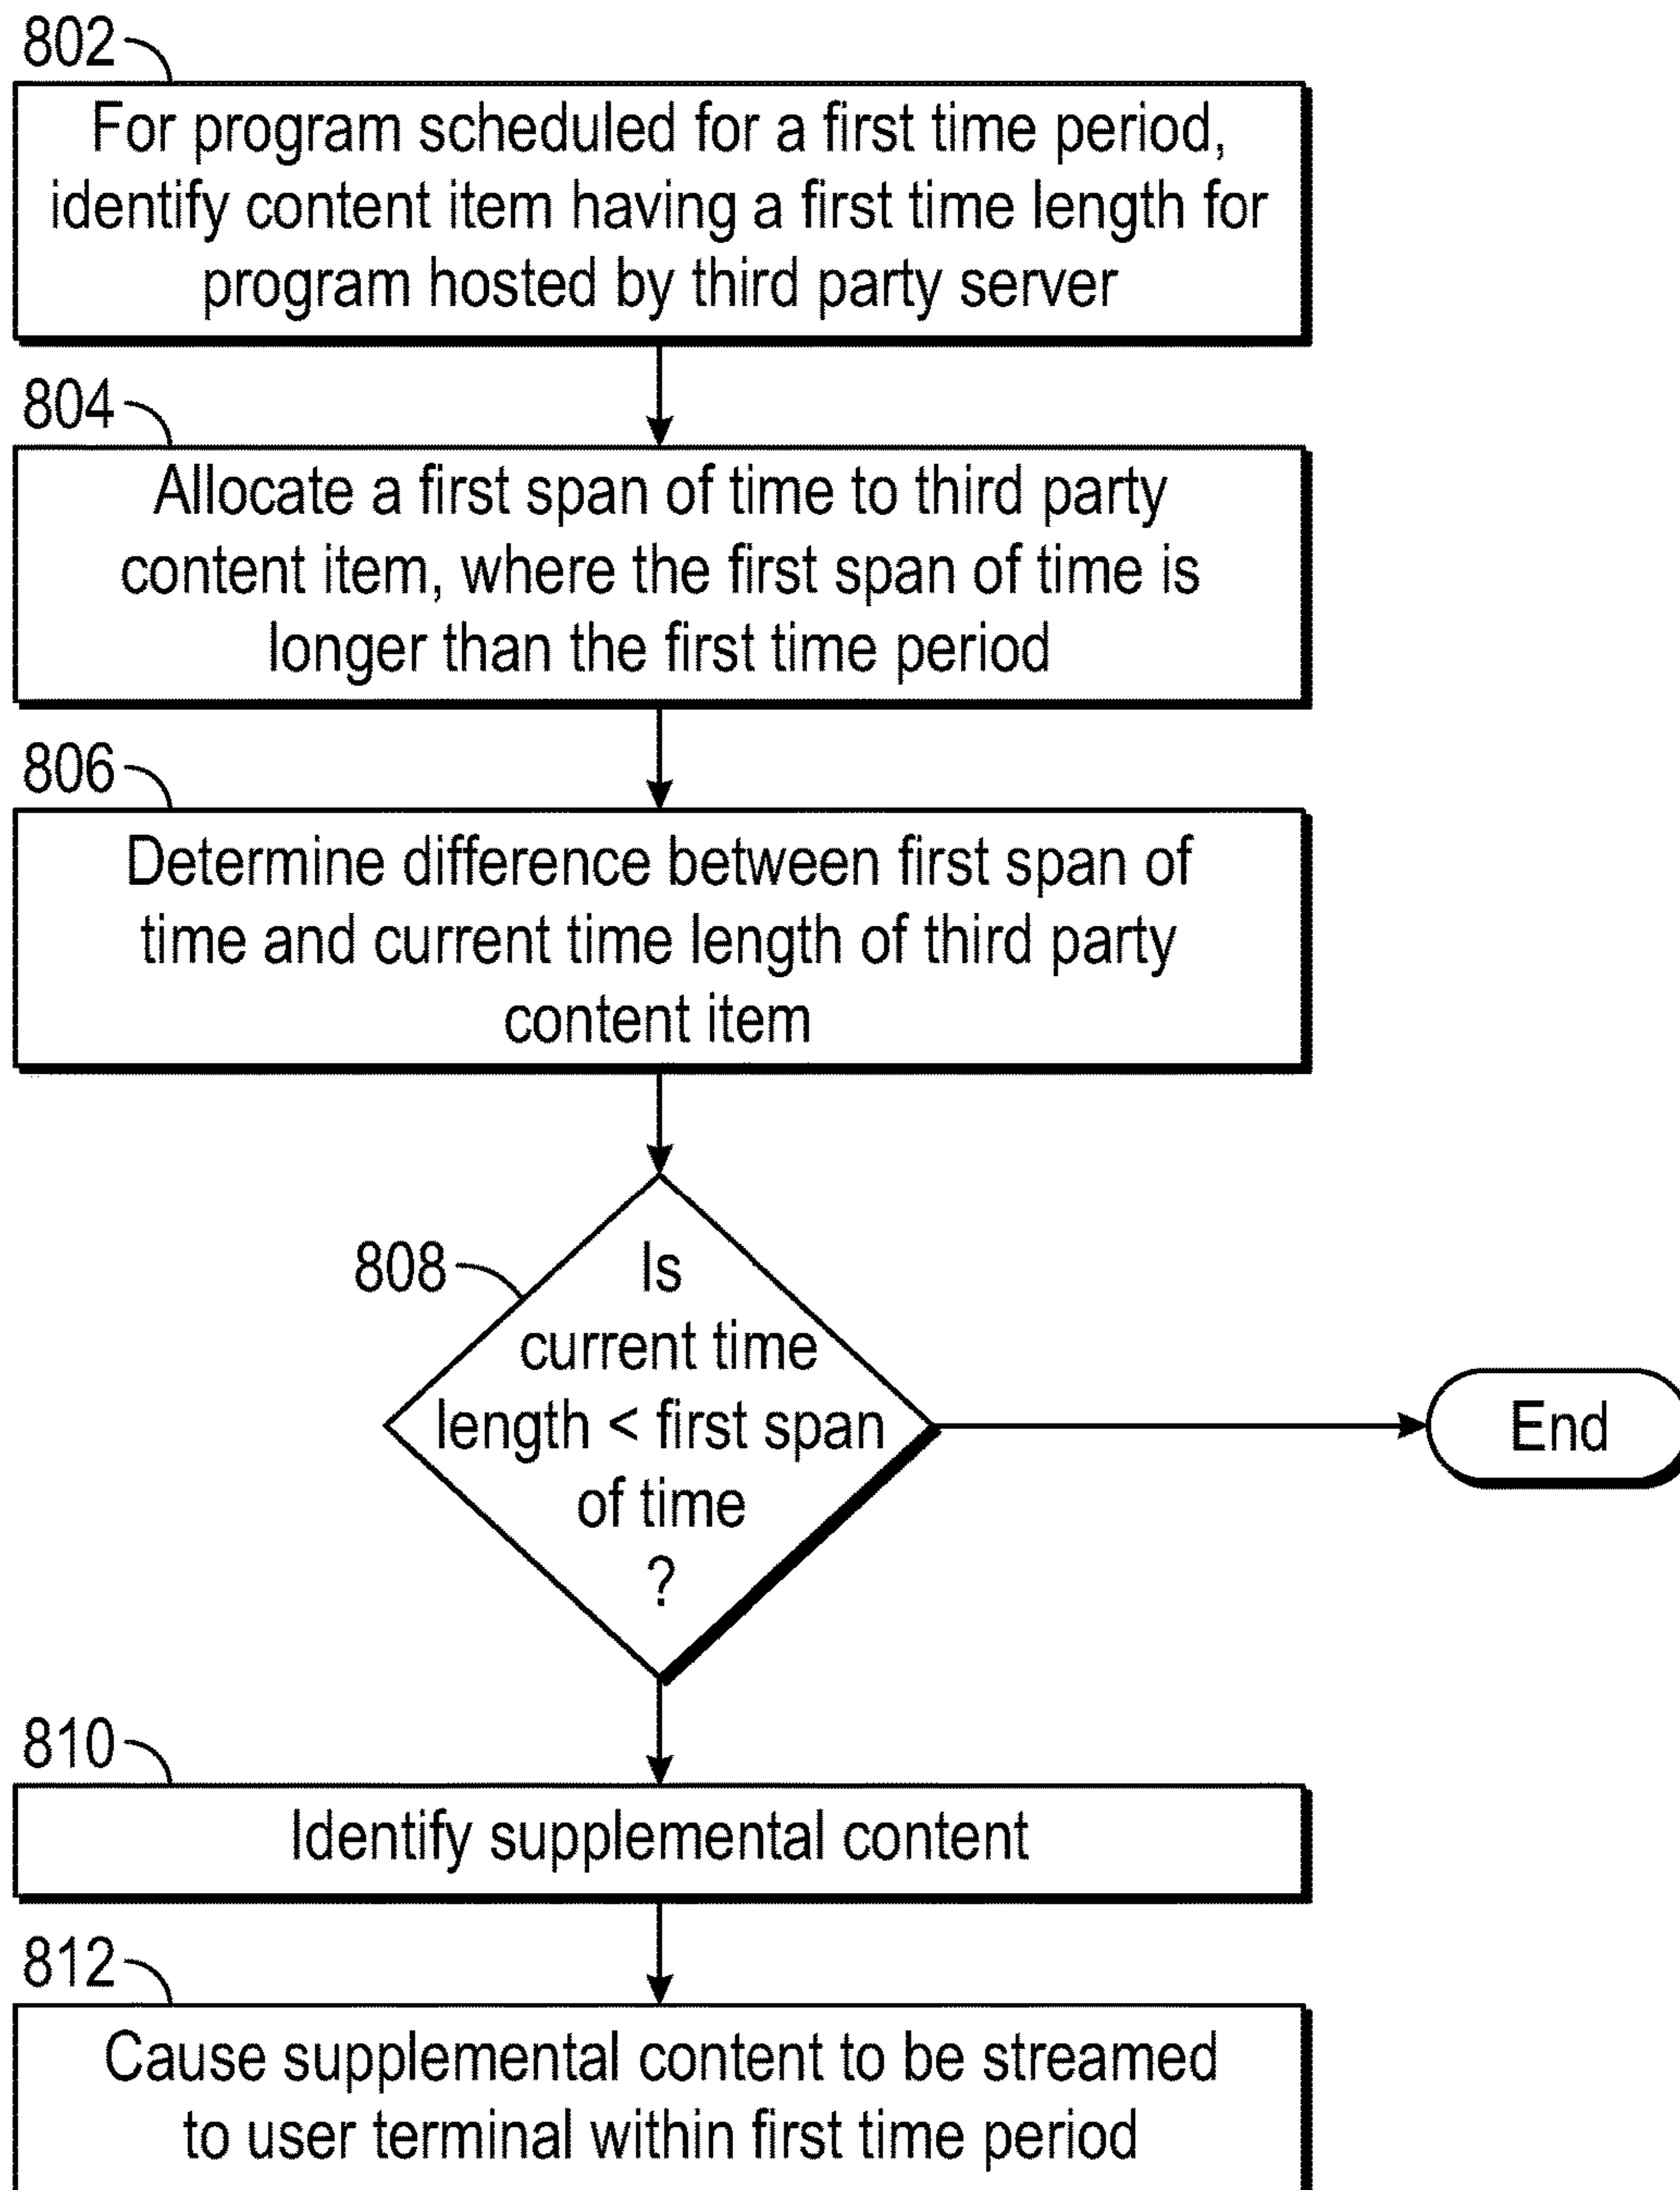 802
For program scheduled for a first time period,
identify content item having a first time length for
program hosted by third party server
804
Allocate a first span of time to third party
content item, where the first span of time is
longer than the first time period
806
Determine difference between first span of
time and current time length of third party
content item
808
Is
current time
length < first span
of time
?
End
810
Identify supplemental content
812
Cause supplemental content to be streamed
to user terminal within first time period